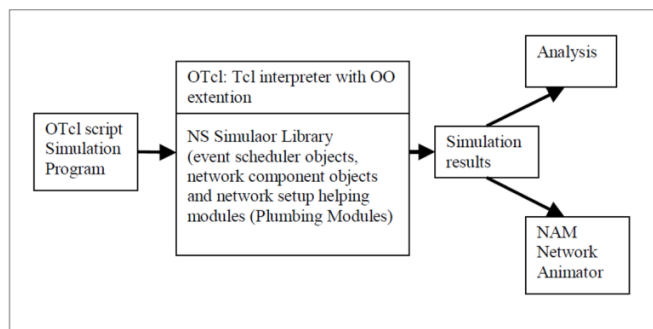 OTcl script
Simulation
Program
OTcl: Tcl interpreter with OO
extention
NS Simulaor Library
(event scheduler objects,
network component objects
and network setup helping
modules (Plumbing Modules)
Simulation
results
Analysis
NAM
Network
Animator